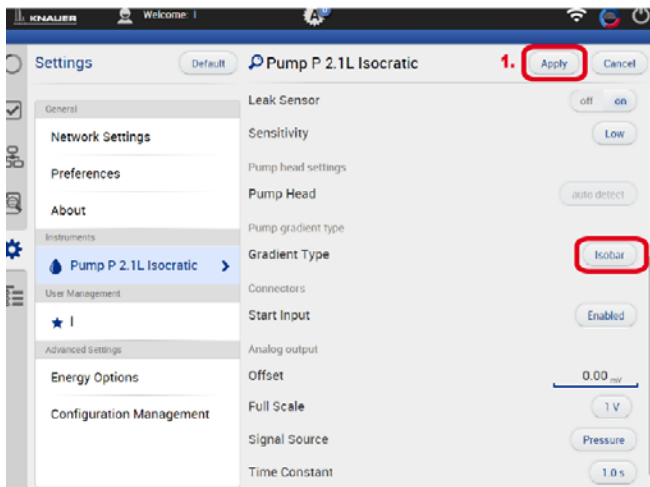 KNAUER Welcome: I
Settings Default Pump P 2.1L Isocratic 1. Apply Cancel
General
Network Settings
Preferences
About
Instruments
Pump P 2.1L Isocratic
User Management
I
Advanced Settings
Energy Options
Configuration Management
Leak Sensor off on
Sensitivity Low
Pump head settings
Pump Head auto detect
Pump gradient type
Gradient Type Isobar
Connectors
Start Input Enabled
Analog output
Offset 0.00 mV
Full Scale 1 V
Signal Source Pressure
Time Constant 1.0 s